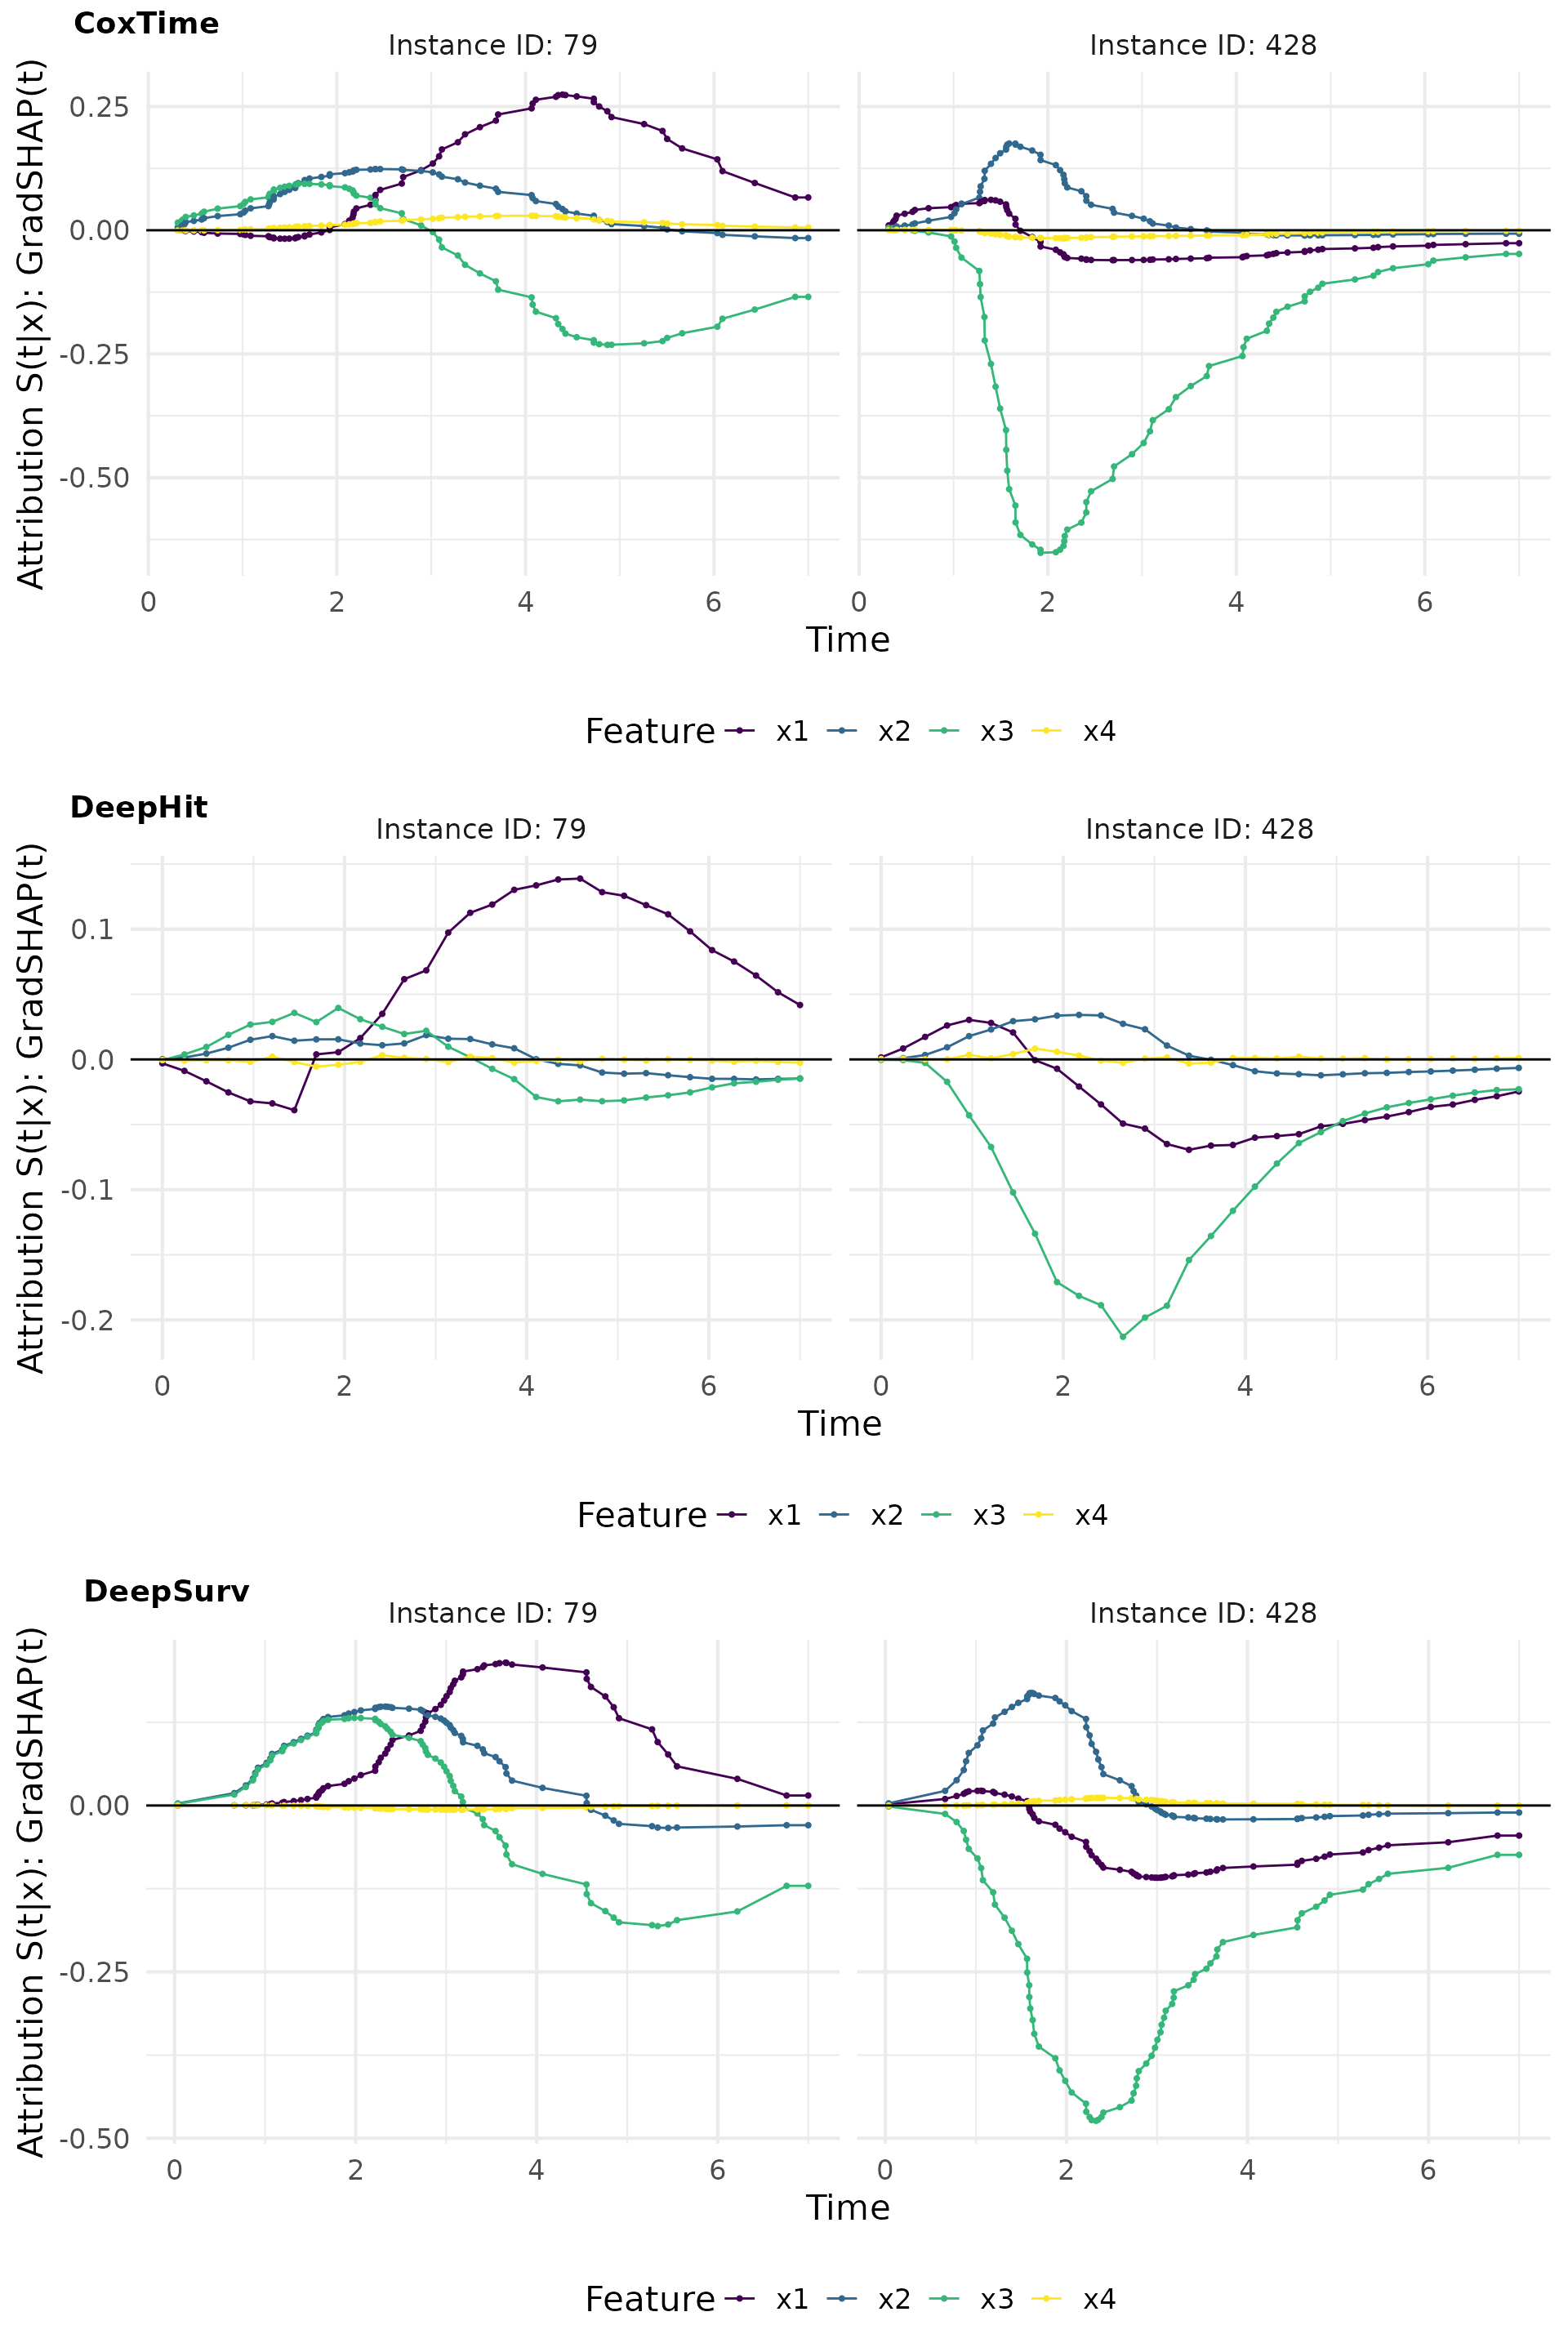 CoxTime
Instance ID: 79
Instance ID: 428
Attribution S(t|x): GradSHAP(t)
0.25
0.00
-0.25
-0.50
0 2 4 6
0 2 4 6
Time
Feature x1 x2 x3 x4
DeepHit
Instance ID: 79
Instance ID: 428
Attribution S(t|x): GradSHAP(t)
0.1
0.0
-0.1
-0.2
0 2 4 6
0 2 4 6
Time
Feature x1 x2 x3 x4
DeepSurv
Instance ID: 79
Instance ID: 428
Attribution S(t|x): GradSHAP(t)
0.00
-0.25
-0.50
0 2 4 6
0 2 4 6
Time
Feature x1 x2 x3 x4